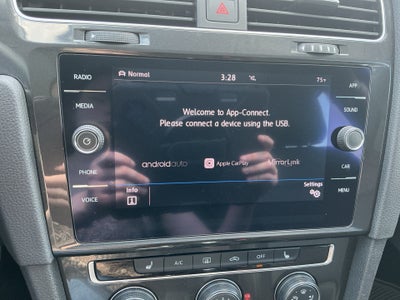 RADIO
Normal
3:28
75°F
APP
MEDIA
SOUND
Welcome to App-Connect.
Please connect a device using the USB.
androidauto
Apple CarPlay
MirrorLink
PHONE
CAR
Info
Settings
VOICE
MENU
A/C
OFF